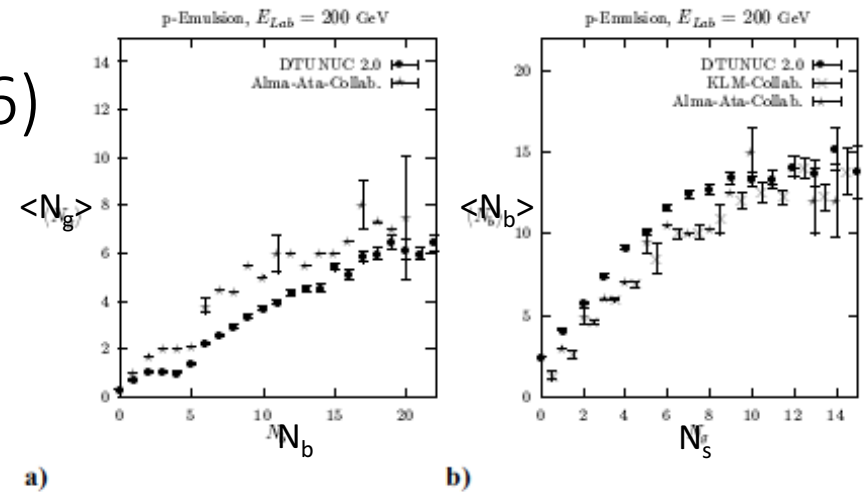 6)
p-Emulsion, E_Lab = 200 GeV
DTUNUC 2.0
Alma-Ata-Collab.
14
12
10
8
6
4
2
0
<N_g>
0 5 10 15 20
N_b
a)
p-Emulsion, E_Lab = 200 GeV
DTUNUC 2.0
KLM-Collab.
Alma-Ata-Collab.
20
15
10
5
0
<N_b>
0 2 4 6 8 10 12 14
N_s
b)